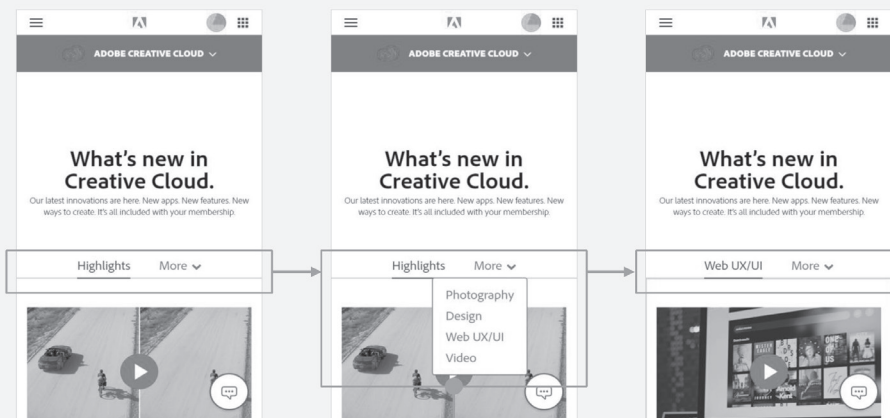 ADOBE CREATIVE CLOUD
What's new in
Creative Cloud.
Our latest innovations are here. New apps. New features. New
ways to create. It's all included with your membership.
Highlights More
ADOBE CREATIVE CLOUD
What's new in
Creative Cloud.
Our latest innovations are here. New apps. New features. New
ways to create. It's all included with your membership.
Highlights More
Photography
Design
Web UX/UI
Video
ADOBE CREATIVE CLOUD
What's new in
Creative Cloud.
Our latest innovations are here. New apps. New features. New
ways to create. It's all included with your membership.
Web UX/UI More